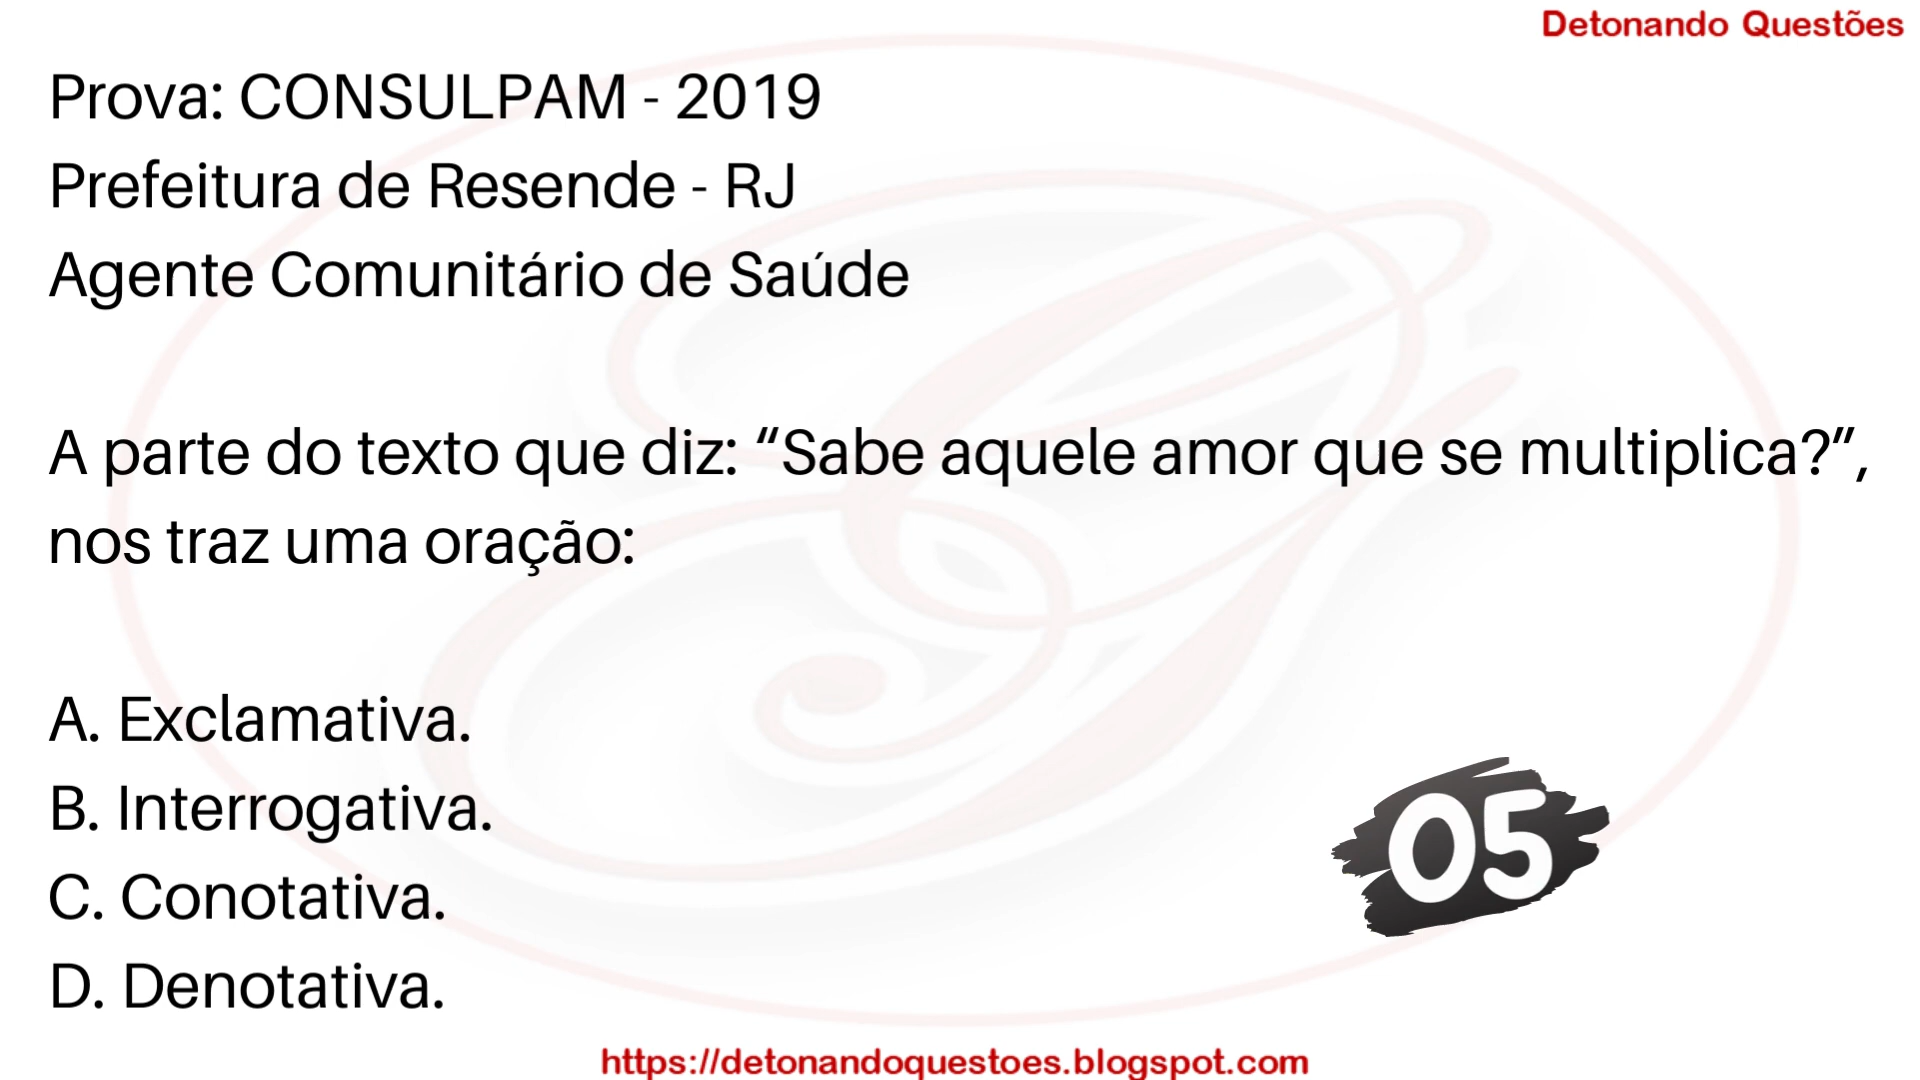 Detonando Questões
Prova: CONSULPAM - 2019
Prefeitura de Resende - RJ
Agente Comunitário de Saúde
A parte do texto que diz: “Sabe aquele amor que se multiplica?”,
nos traz uma oração:
A. Exclamativa.
B. Interrogativa.
C. Conotativa.
D. Denotativa.
05
https://detonandoquestoes.blogspot.com